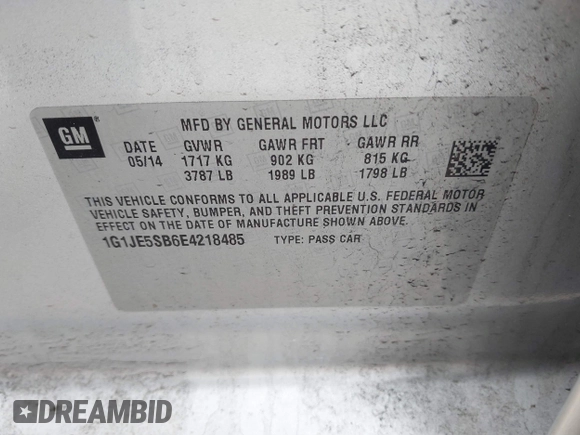 GM
MFD BY GENERAL MOTORS LLC
DATE GVWR GAWR FRT GAWR RR
05/14 1717 KG 902 KG 815 KG
3787 LB 1989 LB 1798 LB
THIS VEHICLE CONFORMS TO ALL APPLICABLE U.S. FEDERAL MOTOR
VEHICLE SAFETY, BUMPER, AND THEFT PREVENTION STANDARDS IN
EFFECT ON THE DATE OF MANUFACTURE SHOWN ABOVE.
1G1JE5SB6E4218485 TYPE: PASS CAR
DREAMBID